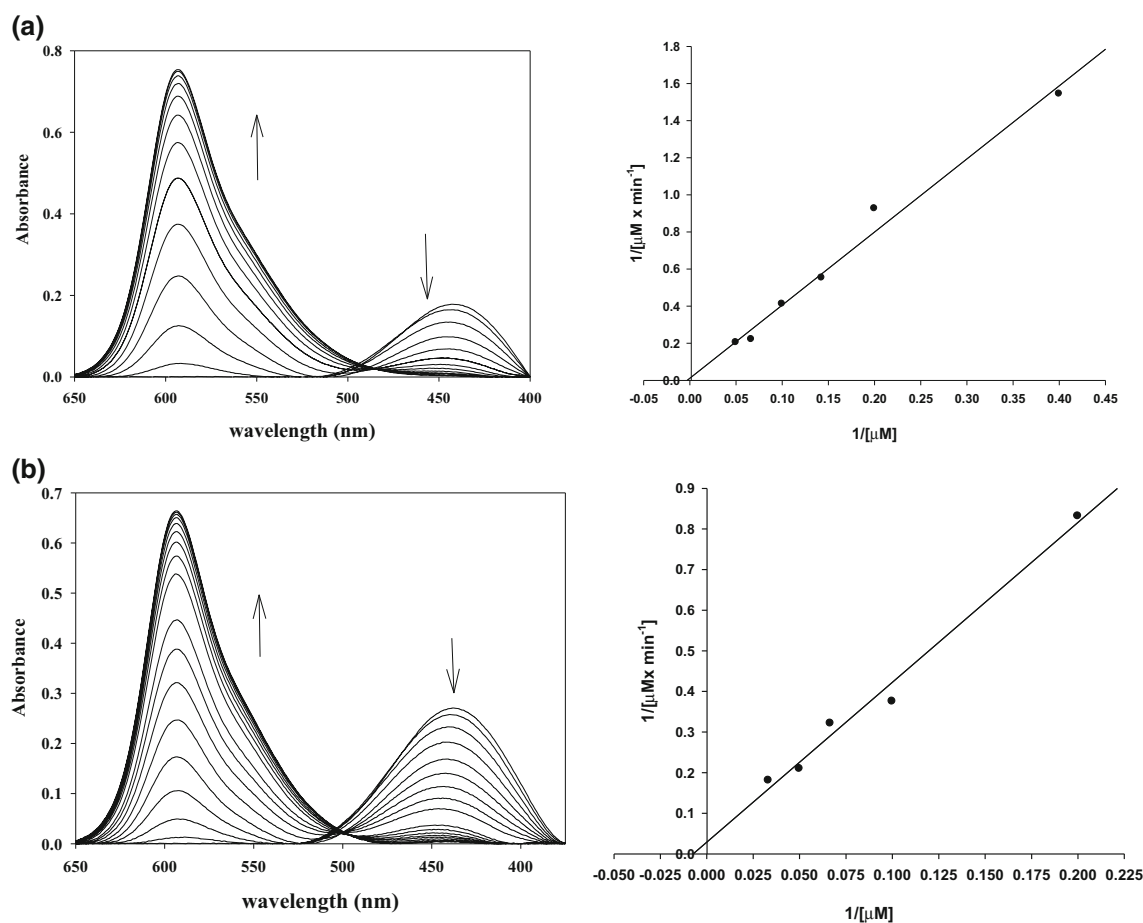 (a)
Absorbance
0.8
0.6
0.4
0.2
0.0
650 600 550 500 450 400
wavelength (nm)
1/[µM x min⁻¹]
1.8
1.6
1.4
1.2
1.0
0.8
0.6
0.4
0.2
0.0
-0.05 0.00 0.05 0.10 0.15 0.20 0.25 0.30 0.35 0.40 0.45
1/[µM]
(b)
Absorbance
0.7
0.6
0.5
0.4
0.3
0.2
0.1
0.0
650 600 550 500 450 400
wavelength (nm)
1/[µMx min⁻¹]
0.9
0.8
0.7
0.6
0.5
0.4
0.3
0.2
0.1
0.0
-0.050 -0.025 0.000 0.025 0.050 0.075 0.100 0.125 0.150 0.175 0.200 0.225
1/[µM]